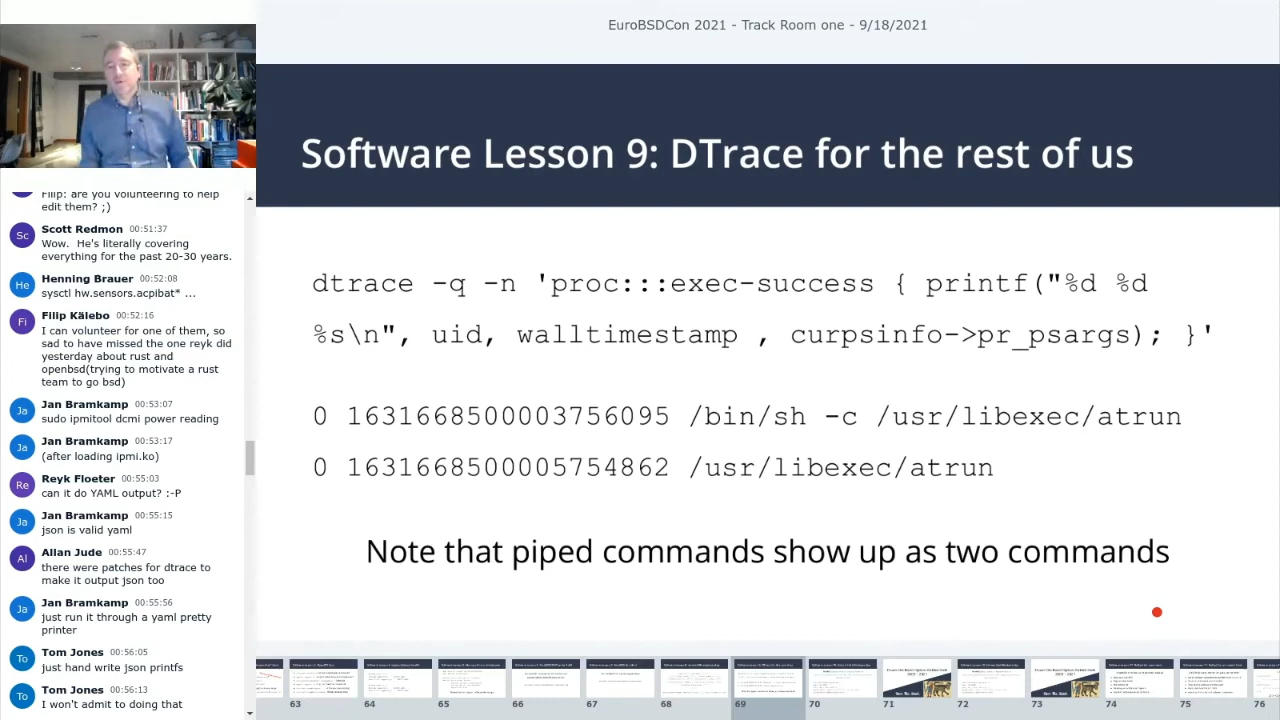 EuroBSDCon 2021 - Track Room one - 9/18/2021
Software Lesson 9: DTrace for the rest of us
dtrace -q -n 'proc:::exec-success { printf("%d %d
%s\n", uid, walltimestamp , curpsinfo->pr_psargs); }'
0 1631668500003756095 /bin/sh -c /usr/libexec/atrun
0 1631668500005754862 /usr/libexec/atrun
Note that piped commands show up as two commands
Filip: are you volunteering to help
edit them? ;)
Sc
Scott Redmon 00:51:37
Wow. He's literally covering
everything for the past 20-30 years.
He
Henning Brauer 00:52:08
sysctl hw.sensors.acpibat* ...
Fi
Filip Kälebo 00:52:16
I can volunteer for one of them, so
sad to have missed the one reyk did
yesterday about rust and
openbsd(trying to motivate a rust
team to go bsd)
Ja
Jan Bramkamp 00:53:07
sudo ipmitool dcmi power reading
Ja
Jan Bramkamp 00:53:17
(after loading ipmi.ko)
Re
Reyk Floeter 00:55:03
can it do YAML output? :-P
Ja
Jan Bramkamp 00:55:15
json is valid yaml
Al
Allan Jude 00:55:47
there were patches for dtrace to
make it output json too
Ja
Jan Bramkamp 00:55:56
just run it through a yaml pretty
printer
To
Tom Jones 00:56:05
just hand write json printfs
To
Tom Jones 00:56:13
I won't admit to doing that
63 64 65 66 67 68 69 70 71 72 73 74 75 76